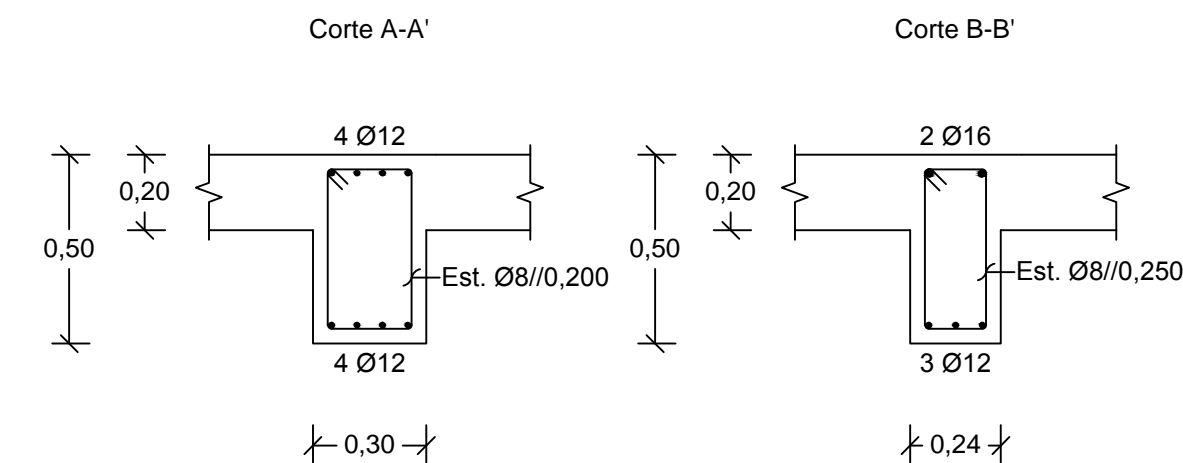 Corte A-A'
4 Ø12
0,20
0,50
Est. Ø8//0,200
4 Ø12
0,30
Corte B-B'
2 Ø16
0,20
0,50
Est. Ø8//0,250
3 Ø12
0,24